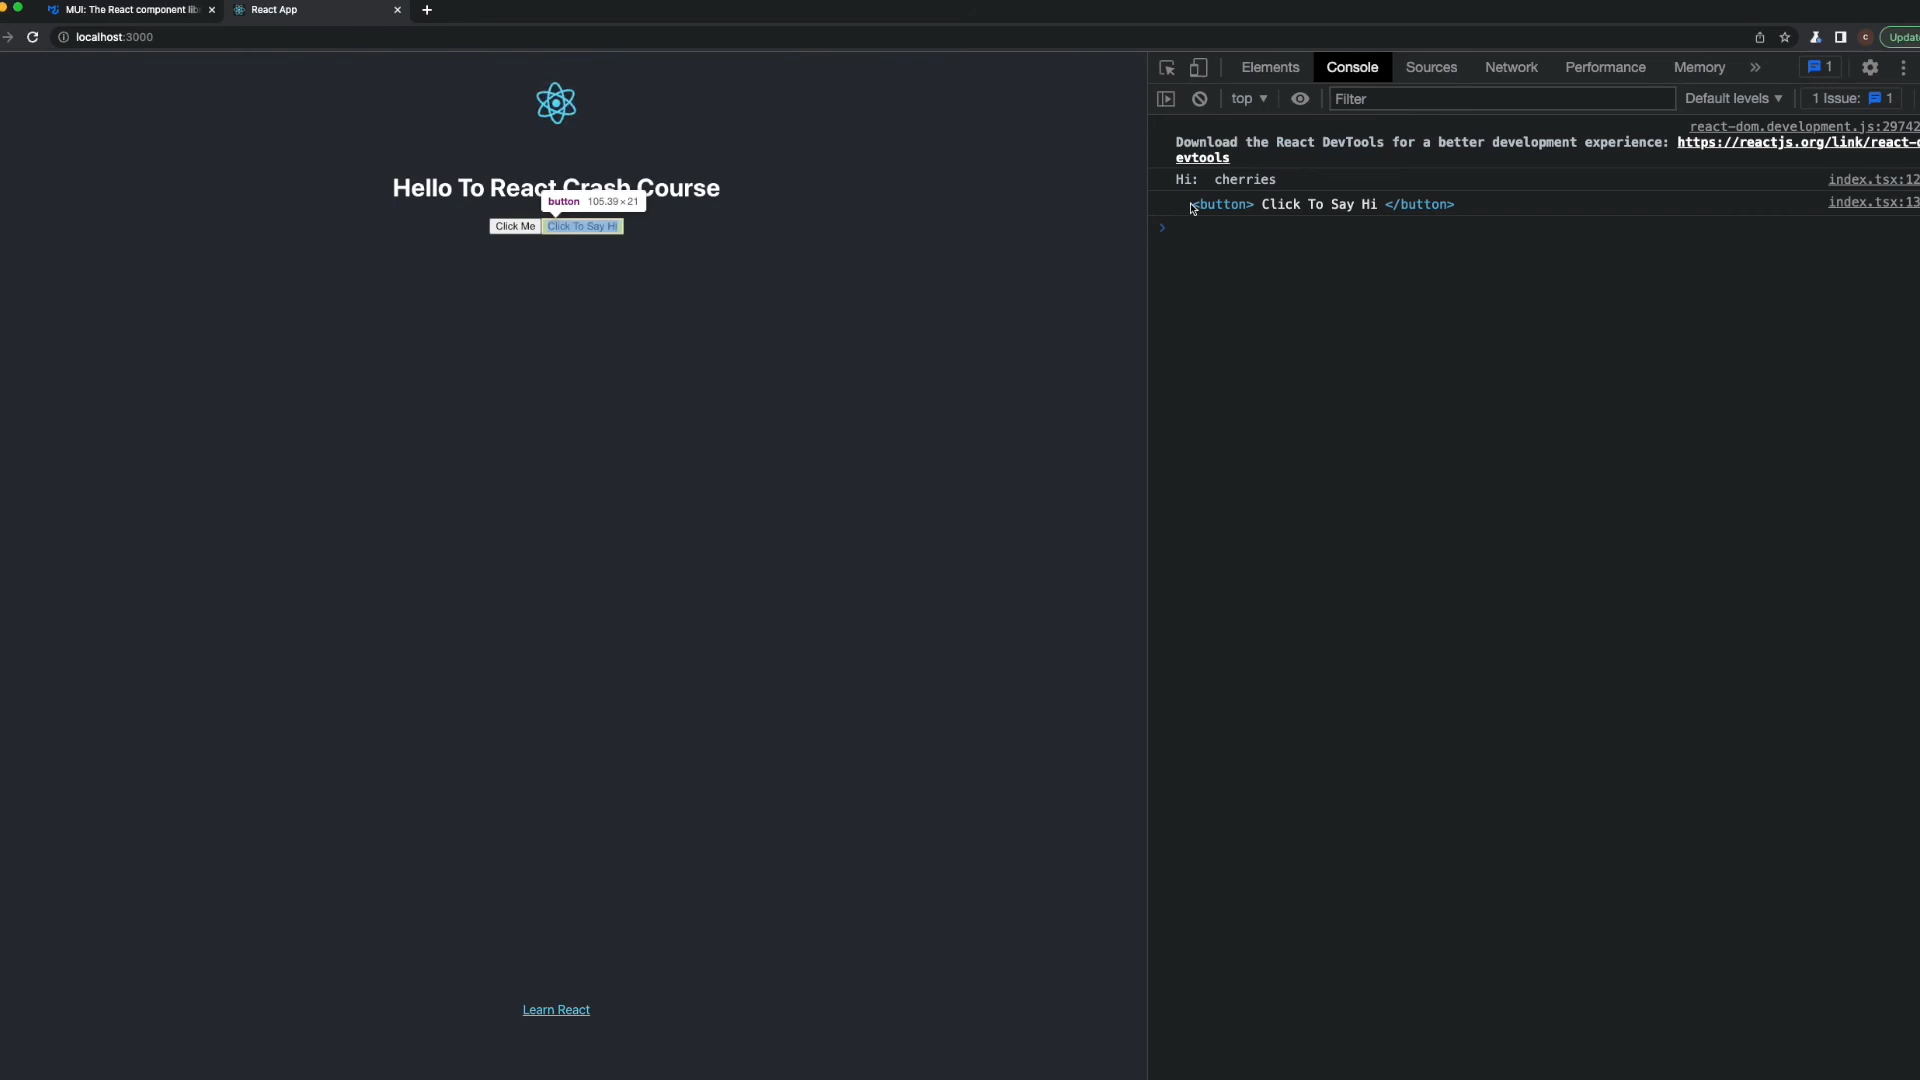 MUI: The React component lib
React App
localhost:3000
Update
Elements Console Sources Network Performance Memory » 1
top Filter Default levels 1 Issue: 1
react-dom.development.js:29742
Download the React DevTools for a better development experience: https://reactjs.org/link/react-d
evtools
Hi: cherries index.tsx:12
<button> Click To Say Hi </button> index.tsx:13
Hello To React Crash Course
button 105.39×21
Click Me Click To Say Hi
Learn React